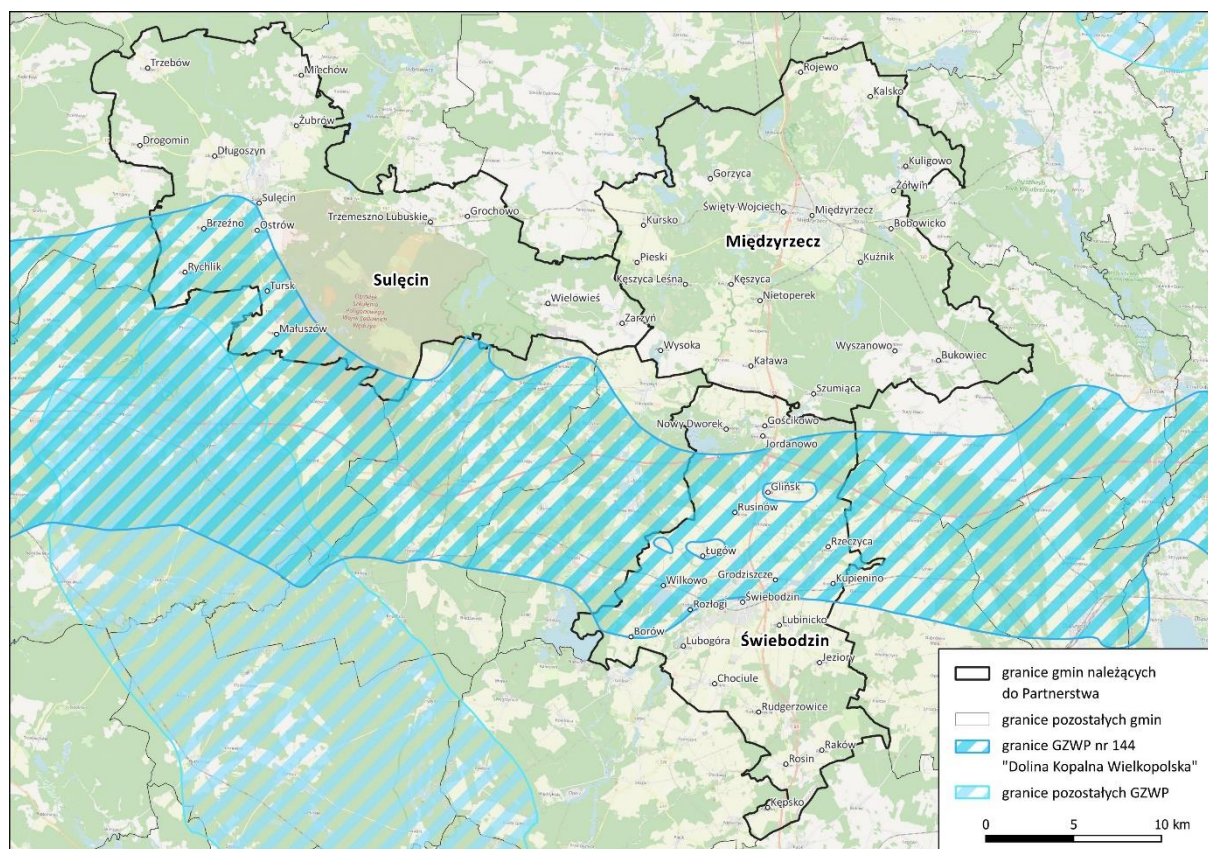 Trzebów
Miechów
Rojewo
Kalsko
Żubrów
Drogomin
Długoszyn
Kuligowo
Gorzyca
Żółwin
Sulęcin
Trzemeszno Lubuskie
Grochowo
Kursko
Święty Wojciech
Międzyrzecz
Brzeźno
Ostrów
Bobowicko
Międzyrzecz
Pieski
Kuźnik
Rychlik
Sulęcin
Kęszyca Leśna
Kęszyca
Tursk
Wielowieś
Nietoperek
Zarzyń
Małuszów
Wysoka
Wyszanowo
Bukowiec
Kaława
Szumiąca
Nowy Dworek
Gościkowo
Jordanowo
Glińsk
Rusinów
Ługów
Rzeczyca
Wilkowo
Grodziszcze
Kupienino
Rozłogi
Świebodzin
Borów
Lubinicko
Lubogóra
Świebodzin
Jeziory
Chociule
Rudgerzowice
Raków
Rosin
Kępsko
granice gmin należących
do Partnerstwa
granice pozostałych gmin
granice GZWP nr 144
"Dolina Kopalna Wielkopolska"
granice pozostałych GZWP
0 5 10 km